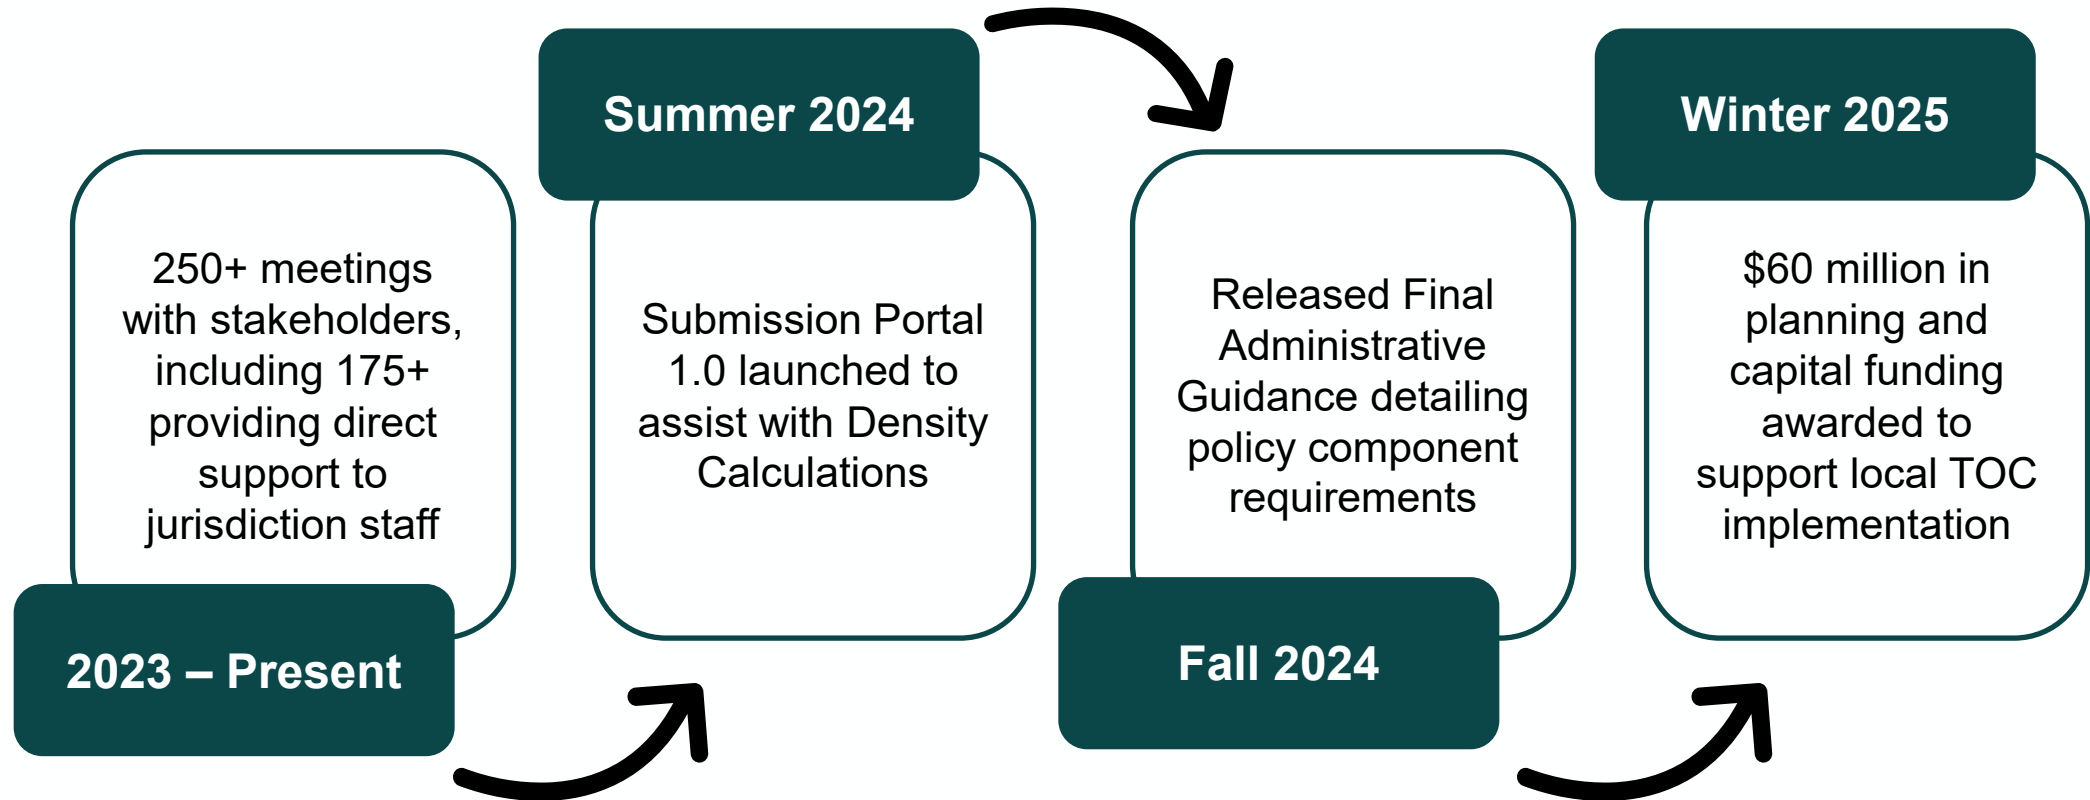 250+ meetings
with stakeholders,
including 175+
providing direct
support to
jurisdiction staff
2023 – Present
Summer 2024
Submission Portal
1.0 launched to
assist with Density
Calculations
Released Final
Administrative
Guidance detailing
policy component
requirements
Fall 2024
Winter 2025
$60 million in
planning and
capital funding
awarded to
support local TOC
implementation